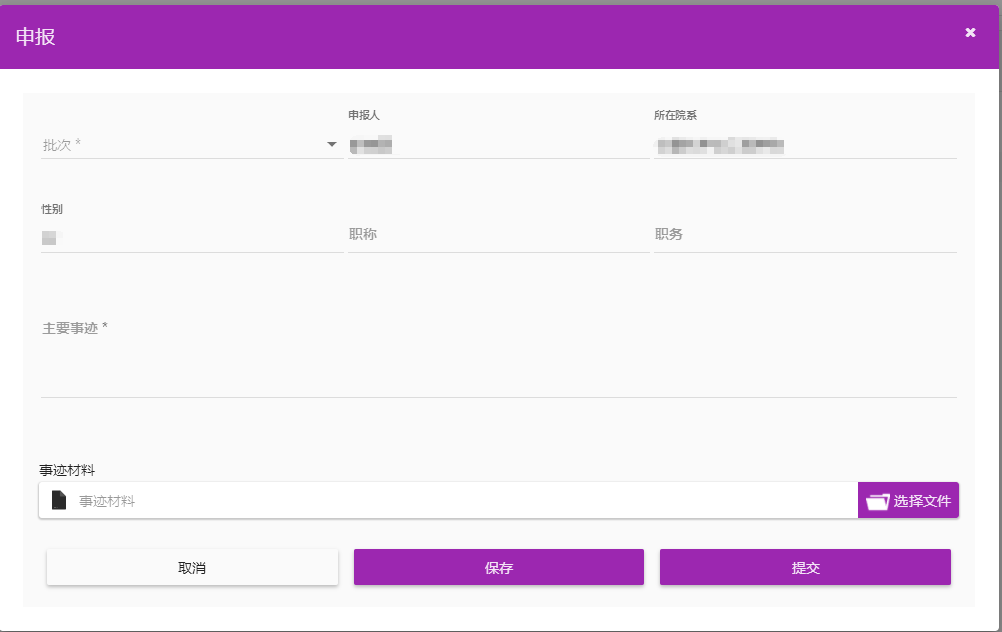 申报
批次 *
申报人
所在院系
性别
职称
职务
主要事迹 *
事迹材料
事迹材料
选择文件
取消
保存
提交